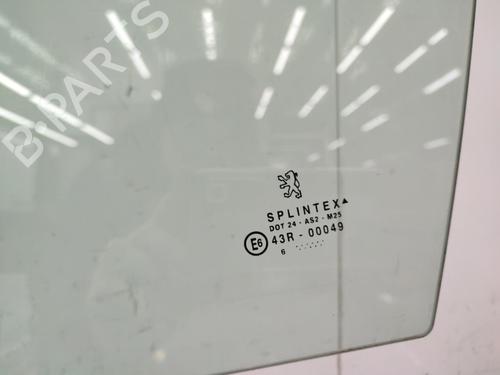 B-PARTS
SPLINTEX
DOT 24 - AS2 - M25
E6 43R - 00049
6